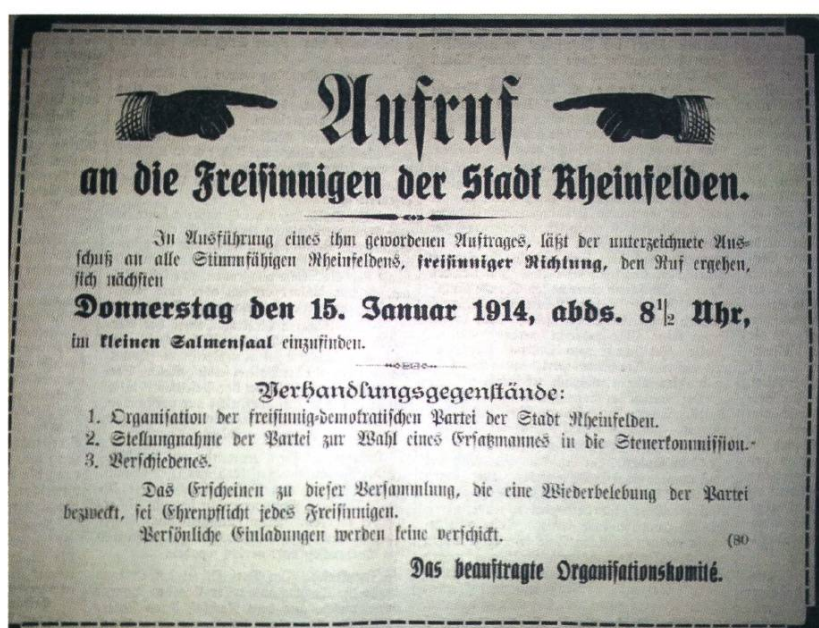 Aufruf
an die Freisinnigen der Stadt Rheinfelden.
In Ausführung eines ihm gewordenen Auftrages, läßt der unterzeichnete Aus-
schuß an alle Stimmfähigen Rheinfeldens, freisinniger Richtung, den Ruf ergehen,
sich nächsten
Donnerstag den 15. Januar 1914, abds. 8 1/2 Uhr,
im kleinen Salmensaal einzufinden.
Verhandlungsgegenstände:
1. Organisation der freisinnig-demokratischen Partei der Stadt Rheinfelden.
2. Stellungnahme der Partei zur Wahl eines Ersatzmannes in die Steuerkommission.
3. Verschiedenes.
Das Erscheinen zu dieser Versammlung, die eine Wiederbelebung der Partei
bezweckt, sei Ehrenpflicht jedes Freisinnigen.
Persönliche Einladungen werden keine verschickt. (80
Das beauftragte Organisationskomité.